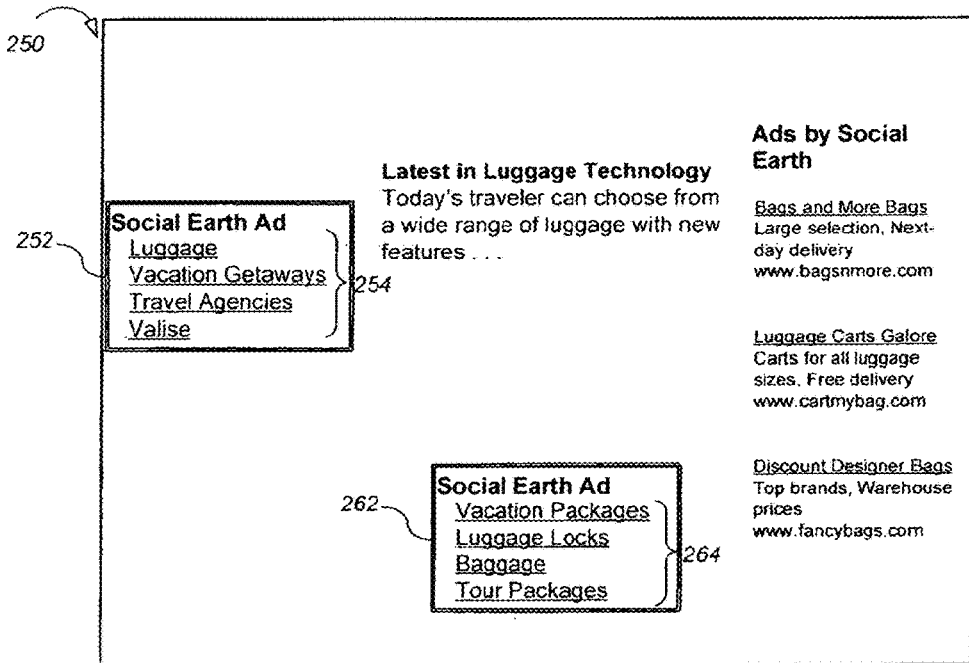 250
Ads by Social
Earth
Latest in Luggage Technology
Today's traveler can choose from
a wide range of luggage with new
features . . .
Bags and More Bags
Large selection, Next-
day delivery
www.bagsnmore.com
252
Social Earth Ad
Luggage
Vacation Getaways
Travel Agencies
Valise
254
Luggage Carts Galore
Carts for all luggage
sizes, Free delivery
www.cartmybag.com
262
Social Earth Ad
Vacation Packages
Luggage Locks
Baggage
Tour Packages
264
Discount Designer Bags
Top brands, Warehouse
prices
www.fancybags.com